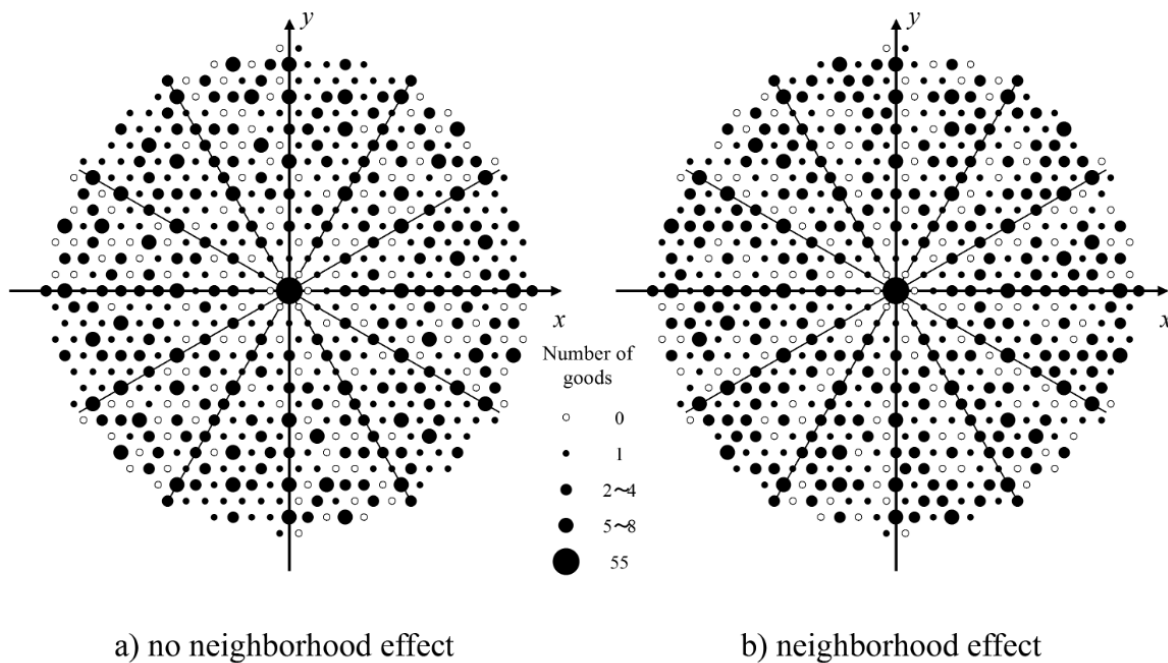 y
y
x
x
Number of
goods
0
1
2~4
5~8
55
a) no neighborhood effect
b) neighborhood effect